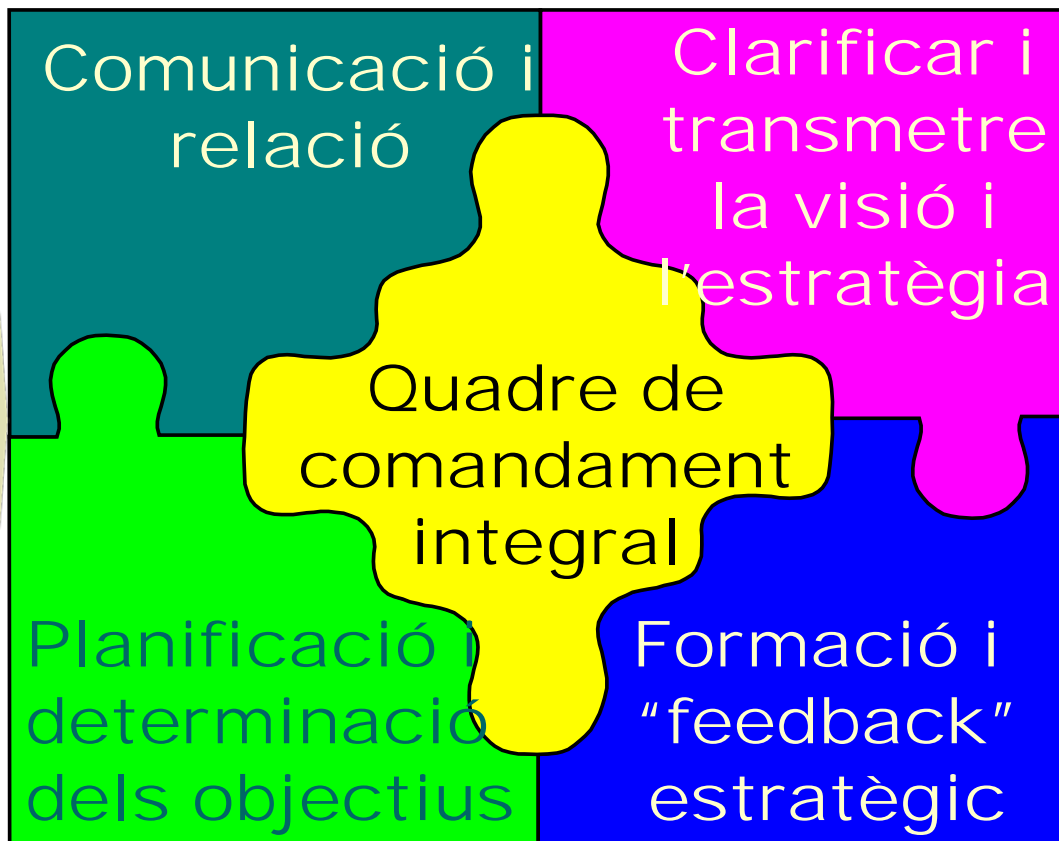 Comunicació i
relació
Clarificar i
transmetre
la visió i
l'estratègia
Quadre de
comandament
integral
Planificació i
determinació
dels objectius
Formació i
“feedback”
estratègic